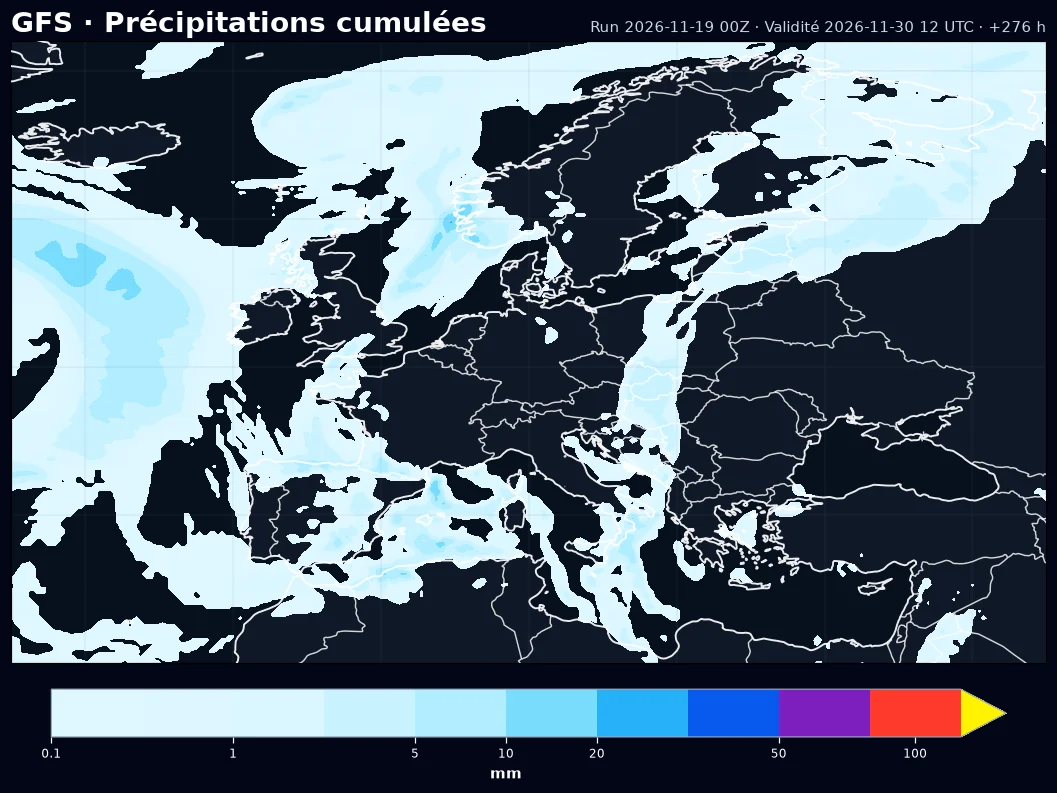 GFS · Précipitations cumulées
Run 2026-11-19 00Z · Validité 2026-11-30 12 UTC · +276 h
0.1 1 5 10 20 50 100
mm